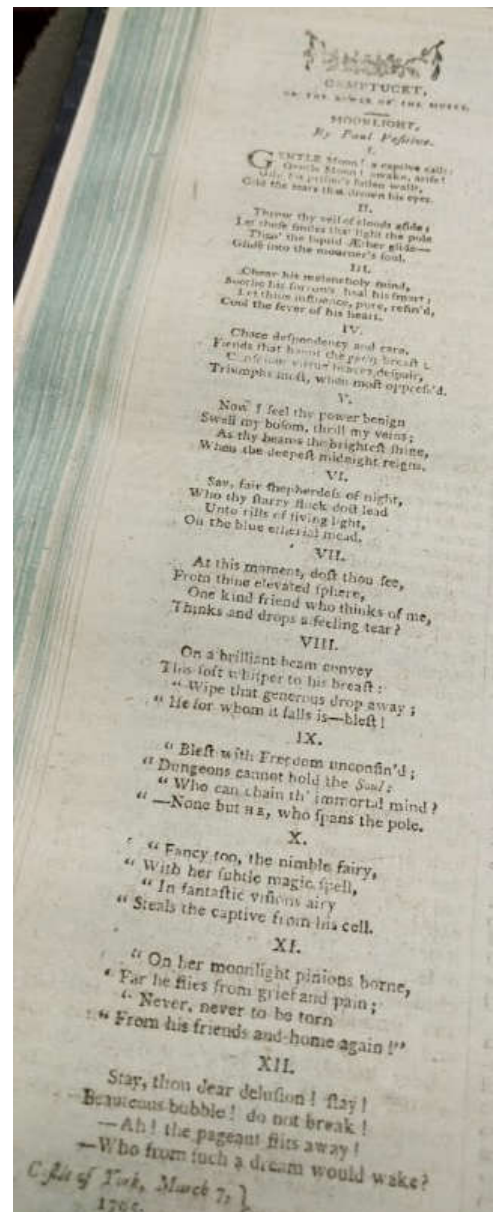 OR THE BOWER OF THE MUSES.
MOONLIGHT,
By Paul Poſitive.
I.
GENTLE Moon! a captive calls;
Gentle Moon! awake, ariſe!
Gild his priſon's ſullen walls,
Gild the tears that drown his eyes.
II.
Throw thy veil of clouds aſide;
Let thoſe ſmiles that light the pole
Thro' the liquid Æther glide—
Glide into the mourner's ſoul.
III.
Chear his melancholy mind,
Soothe his ſorrows, heal his ſmart;
Let thine influence, pure, refin'd,
Cool the fever of his heart.
IV.
Chace deſpondency and care,
Fiends that haunt the guilty breaſt;
Conſcious virtue braves deſpair,
Triumphs moſt, when moſt oppreſs'd.
V.
Now I feel thy power benign
Swell my boſom, thrill my veins;
As thy beams the brighteſt ſhine,
When the deepeſt midnight reigns.
VI.
Say, fair ſhepherdeſs of night,
Who thy ſtarry flock doſt lead
Unto rills of living light,
On the blue etherial mead.
VII.
At this moment, doſt thou ſee,
From thine elevated ſphere,
One kind friend who thinks of me,
Thinks and drops a feeling tear?
VIII.
On a brilliant beam convey
This ſoft whiſper to his breaſt:
"Wipe that generous drop away;
"He for whom it falls is—bleſt!
IX.
"Bleſt with Freedom unconfin'd;
"Dungeons cannot hold the Soul:
"Who can chain th' immortal mind?
"—None but HE, who ſpans the pole.
X.
"Fancy too, the nimble fairy,
"With her ſubtle magic ſpell,
"In fantaſtic viſions airy
"Steals the captive from his cell.
XI.
"On her moonlight pinions borne,
"Far he flies from grief and pain;
"Never, never to be torn
"From his friends and home again!"
XII.
Stay, thou dear deluſion! ſtay!
Beauteous bubble! do not break!
—Ah! the pageant flits away!
—Who from ſuch a dream would wake?
Caſtle of York, March 7, }
1795.